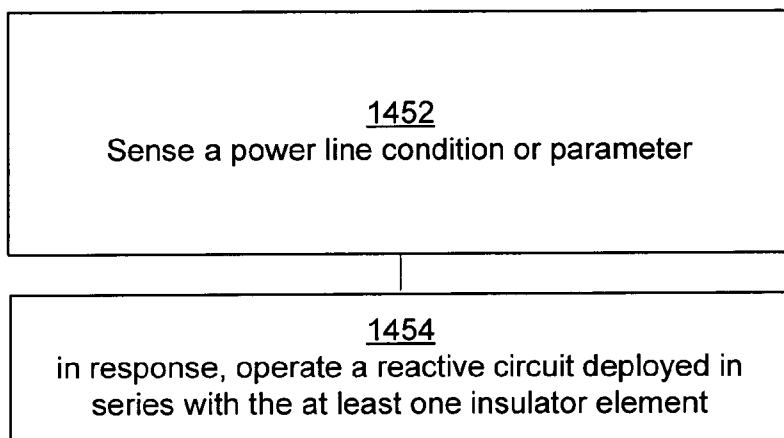 1452
Sense a power line condition or parameter
1454
in response, operate a reactive circuit deployed in
series with the at least one insulator element